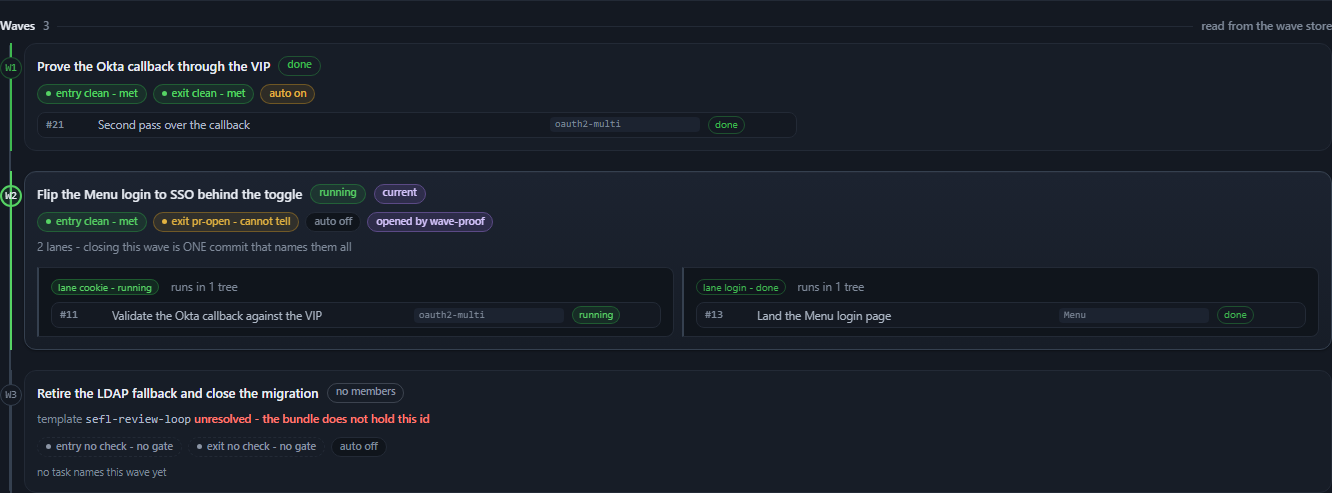 Waves 3 read from the wave store
W1
Prove the Okta callback through the VIP done
entry clean - met exit clean - met auto on
#21 Second pass over the callback oauth2-multi done
W2
Flip the Menu login to SSO behind the toggle running current
entry clean - met exit pr-open - cannot tell auto off opened by wave-proof
2 lanes - closing this wave is ONE commit that names them all
lane cookie - running runs in 1 tree
#11 Validate the Okta callback against the VIP oauth2-multi running
lane login - done runs in 1 tree
#13 Land the Menu login page Menu done
W3
Retire the LDAP fallback and close the migration no members
template sefl-review-loop unresolved - the bundle does not hold this id
entry no check - no gate exit no check - no gate auto off
no task names this wave yet